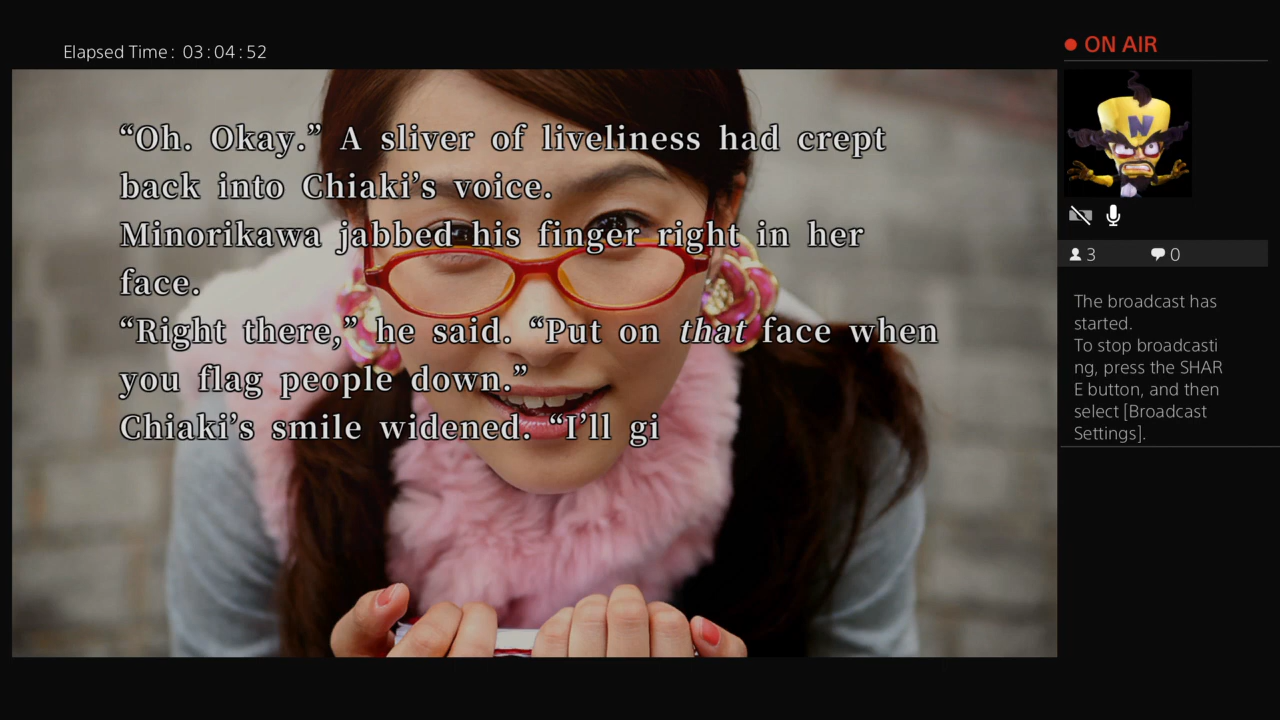 Elapsed Time: 03:04:52
ON AIR
“Oh. Okay.” A sliver of liveliness had crept
back into Chiaki’s voice.
Minorikawa jabbed his finger right in her
face.
“Right there,” he said. “Put on that face when
you flag people down.”
Chiaki’s smile widened. “I’ll gi
N
3
0
The broadcast has
started.
To stop broadcasti
ng, press the SHAR
E button, and then
select [Broadcast
Settings].